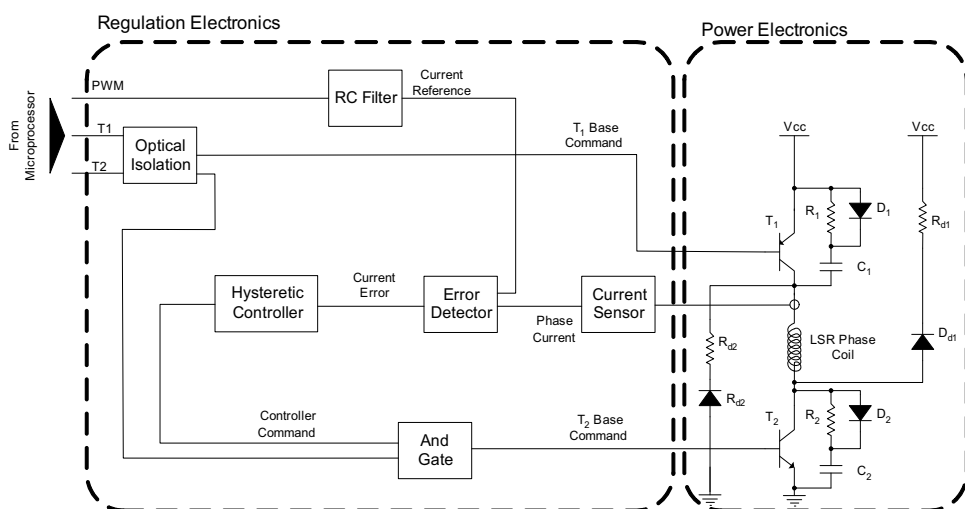 Regulation Electronics
Power Electronics
From
Microprocessor
PWM
T1
T2
Optical
Isolation
RC Filter
Current
Reference
T1 Base
Command
Hysteretic
Controller
Current
Error
Error
Detector
Phase
Current
Current
Sensor
Controller
Command
And
Gate
T2 Base
Command
Vcc
Vcc
T1
R1
D1
C1
Rd1
Dd1
LSR Phase
Coil
Rd2
Rd2
T2
R2
D2
C2